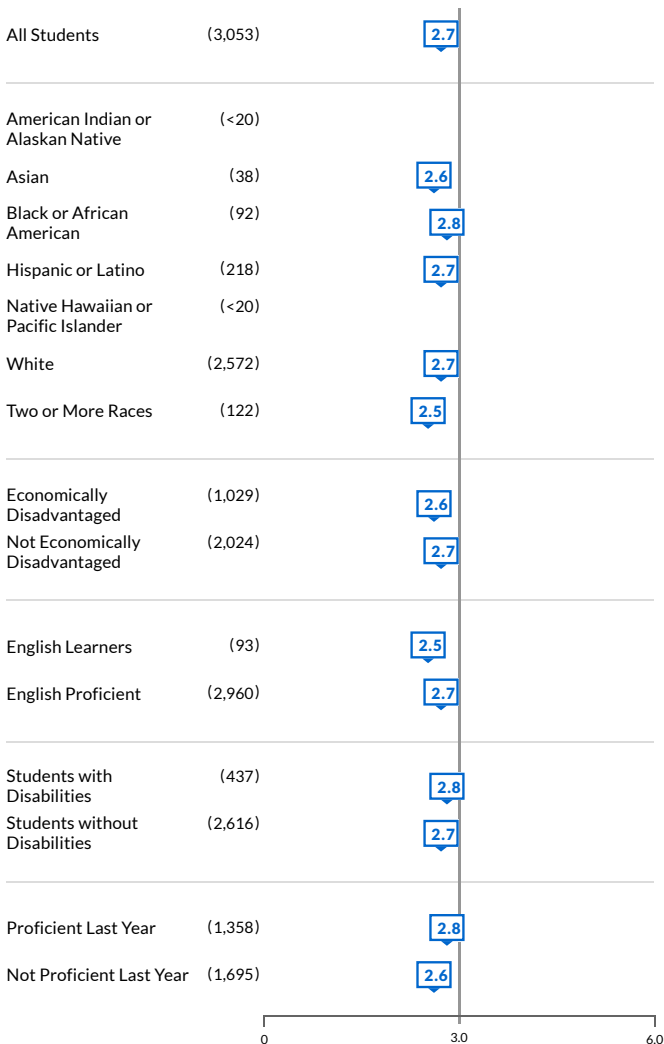 All Students (3,053) 2.7
American Indian or (<20)
Alaskan Native
Asian (38) 2.6
Black or African (92) 2.8
American
Hispanic or Latino (218) 2.7
Native Hawaiian or (<20)
Pacific Islander
White (2,572) 2.7
Two or More Races (122) 2.5
Economically (1,029) 2.6
Disadvantaged
Not Economically (2,024) 2.7
Disadvantaged
English Learners (93) 2.5
English Proficient (2,960) 2.7
Students with (437) 2.8
Disabilities
Students without (2,616) 2.7
Disabilities
Proficient Last Year (1,358) 2.8
Not Proficient Last Year (1,695) 2.6
0 3.0 6.0